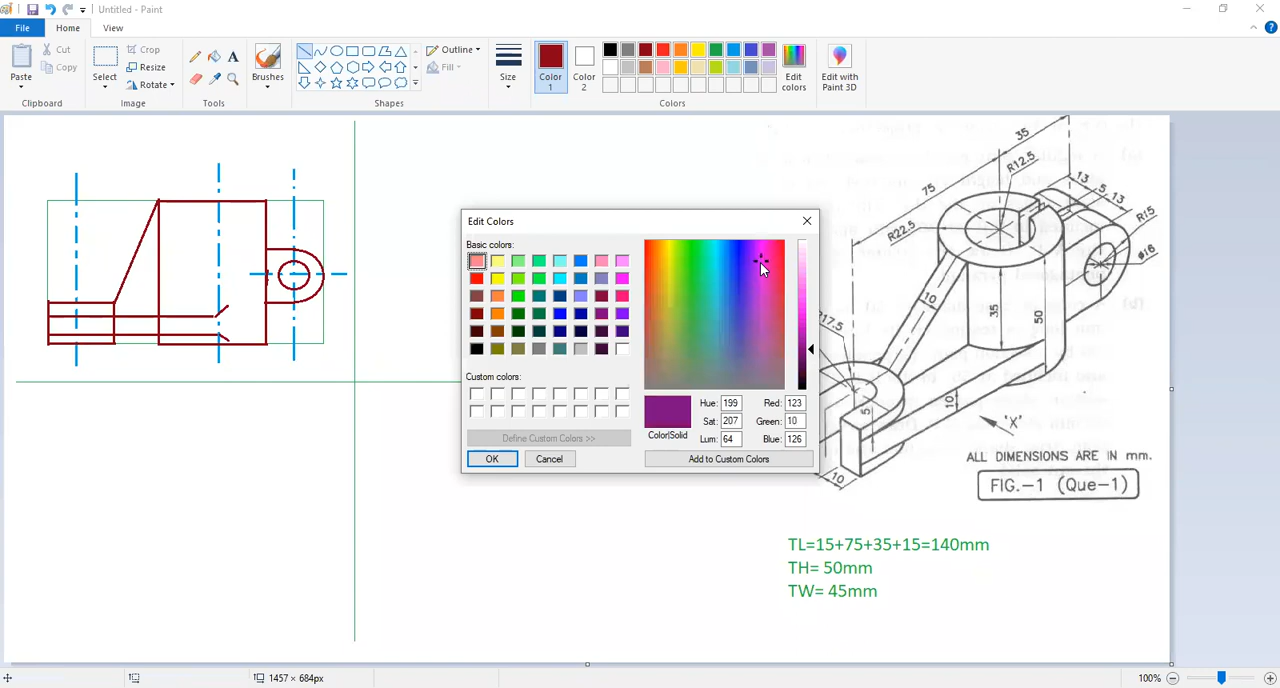 Untitled - Paint
File
Home
View
Paste
Cut
Copy
Clipboard
Select
Crop
Resize
Rotate
Image
Tools
Brushes
Shapes
Outline
Fill
Size
Color
1
Color
2
Edit
colors
Colors
Edit with
Paint 3D
Edit Colors
Basic colors:
Custom colors:
Define Custom Colors >>
OK
Cancel
Hue: 199
Sat: 207
Lum: 64
Red: 123
Green: 10
Blue: 126
Color|Solid
Add to Custom Colors
35
R12.5
75
13
5
13
R15
R22.5
Ø16
10
35
50
R17.5
5
10
10
'X'
ALL DIMENSIONS ARE IN mm.
FIG.-1 (Que-1)
TL=15+75+35+15=140mm
TH= 50mm
TW= 45mm
1457 × 684px
100%